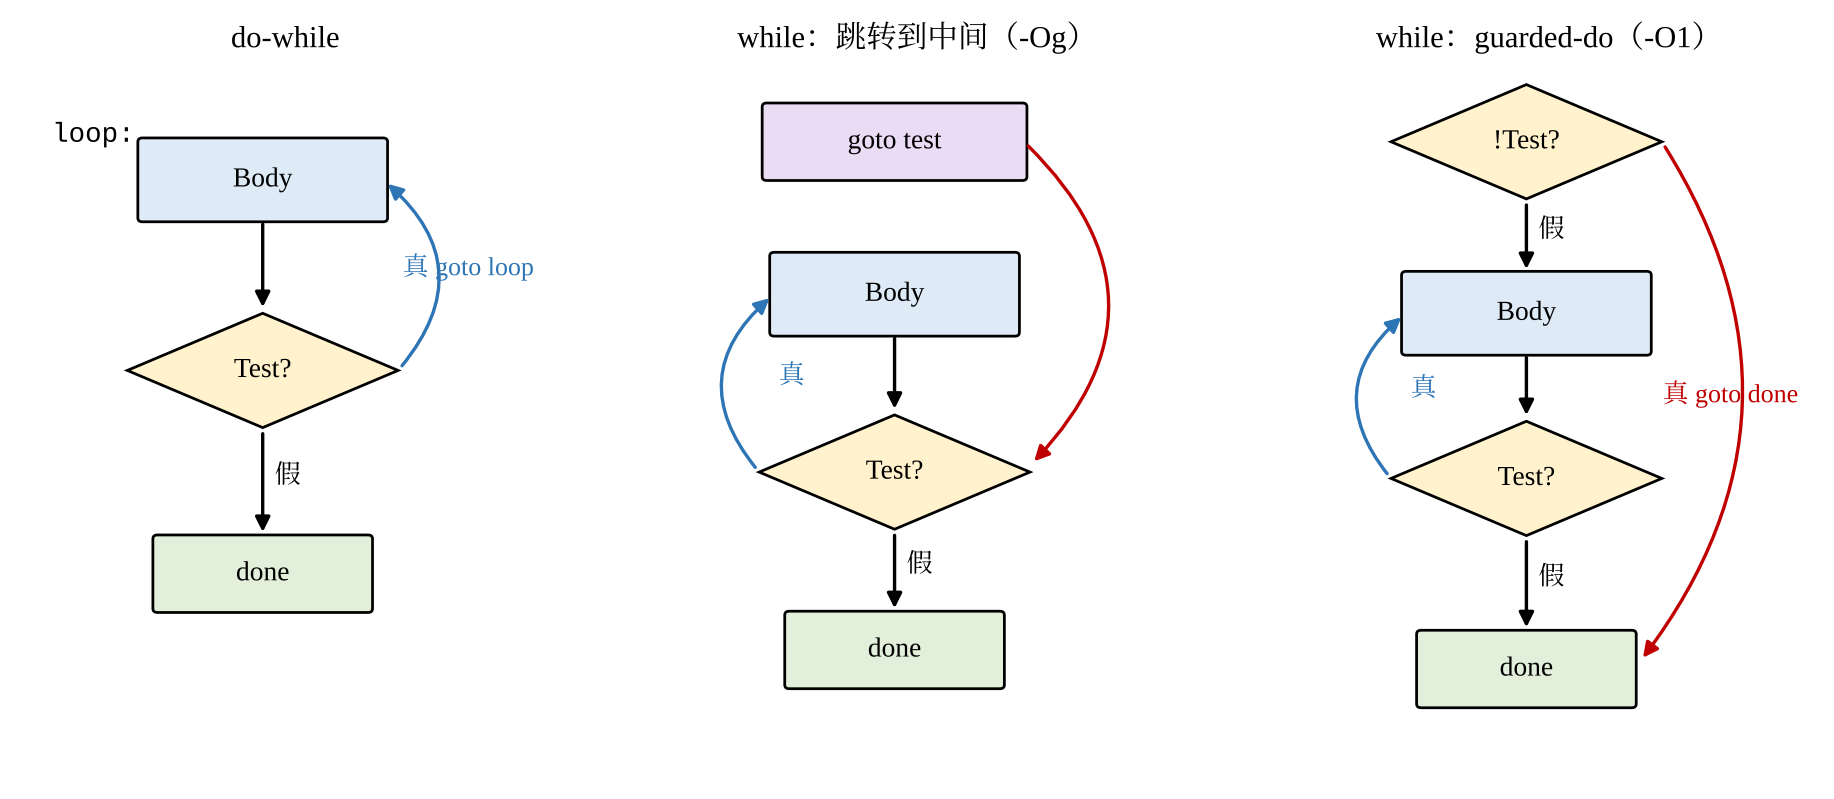 do-while
loop:
Body
真 goto loop
Test?
假
done
while：跳转到中间（-Og）
goto test
Body
真
Test?
假
done
while：guarded-do（-O1）
!Test?
假
Body
真
真 goto done
Test?
假
done